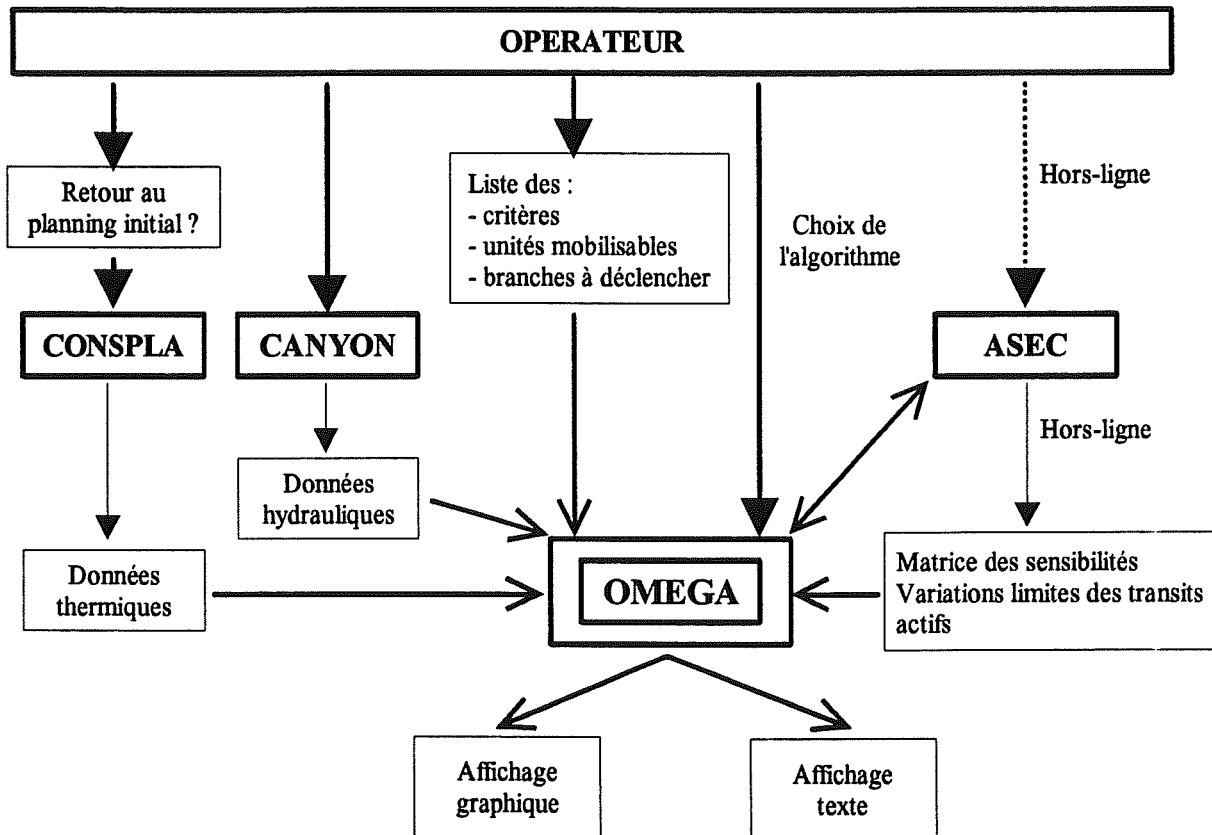 OPERATEUR
Retour au
planning initial ?
Liste des :
- critères
- unités mobilisables
- branches à déclencher
Choix de
l'algorithme
Hors-ligne
CONSPLA
CANYON
ASEC
Hors-ligne
Données
hydrauliques
Données
thermiques
OMEGA
Matrice des sensibilités
Variations limites des transits
actifs
Affichage
graphique
Affichage
texte